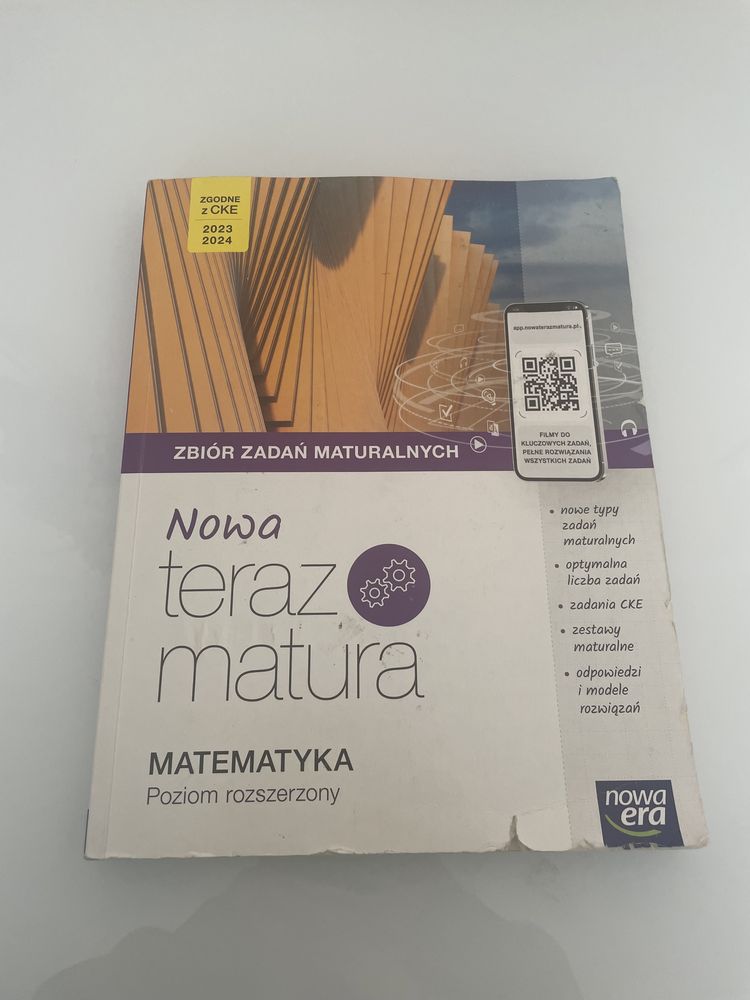 ZGODNE
z CKE
2023
2024
app.nowaterazmatura.pl
FILMY DO
KLUCZOWYCH ZADAŃ,
PEŁNE ROZWIĄZANIA
WSZYSTKICH ZADAŃ
ZBIÓR ZADAŃ MATURALNYCH
Nowa
teraz
matura
• nowe typy
zadań
maturalnych
• optymalna
liczba zadań
• zadania CKE
• zestawy
maturalne
• odpowiedzi
i modele
rozwiązań
MATEMATYKA
Poziom rozszerzony
nowa
era